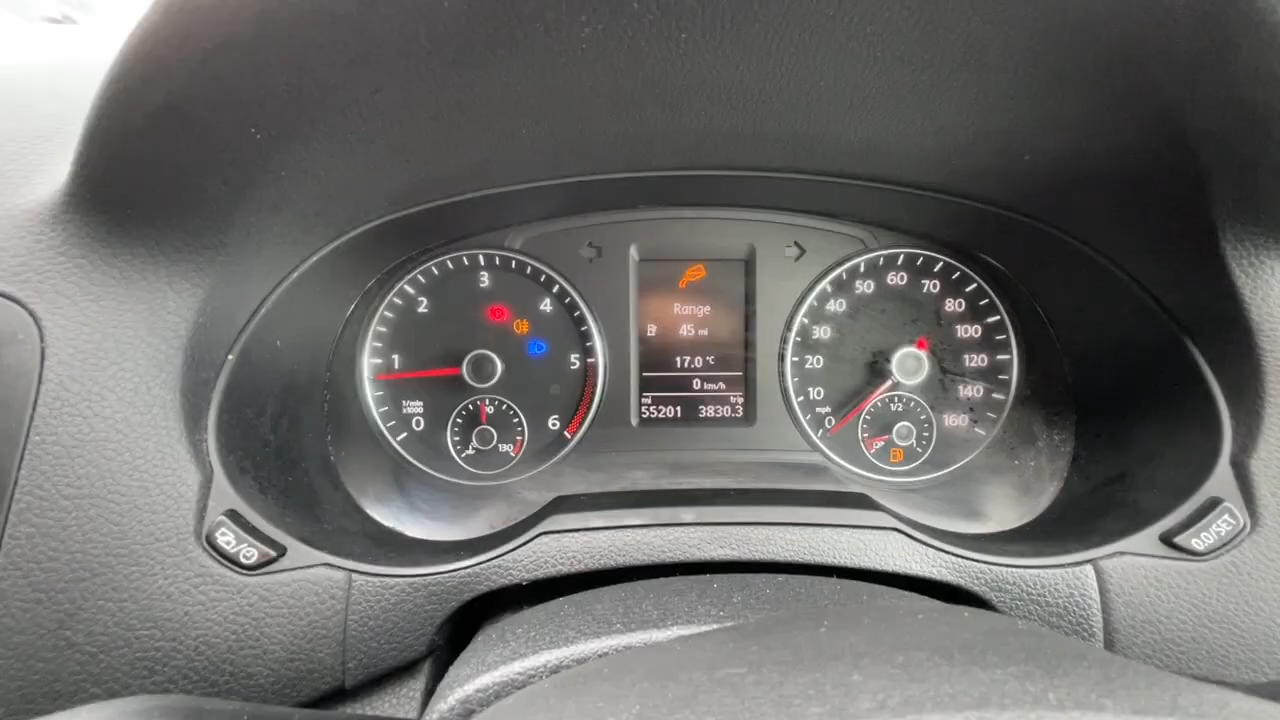 0 1 2 3 4 5 6
1/min
x1000
130
Range
45 mi
17.0 °C
0 km/h
mi trip
55201 3830.3
0 10 20 30 40 50 60 70 80 100 120 140 160
mph
1/2
0.0/SET